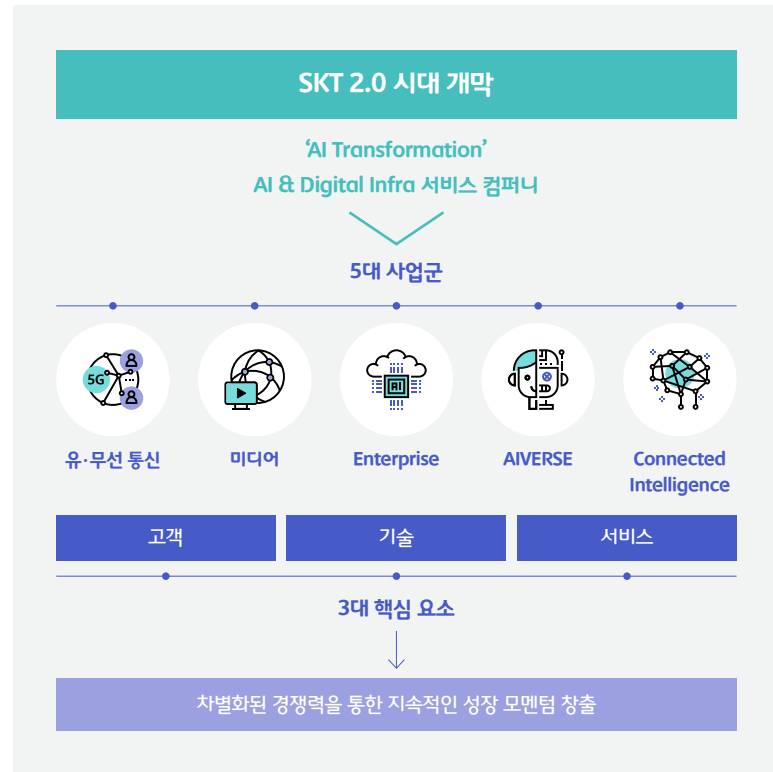 SKT 2.0 시대 개막
‘AI Transformation’
AI & Digital Infra 서비스 컴퍼니
5대 사업군
5G
AI
유·무선 통신
미디어
Enterprise
AIVERSE
Connected
Intelligence
고객
기술
서비스
3대 핵심 요소
차별화된 경쟁력을 통한 지속적인 성장 모멘텀 창출